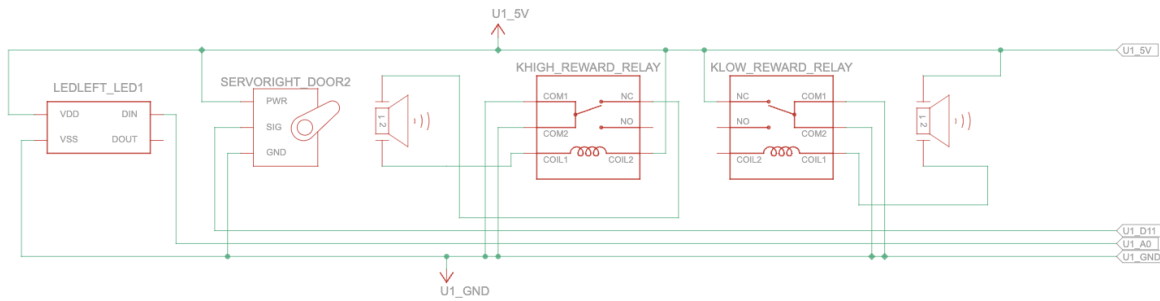 U1_5V
U1_5V
LEDLEFT_LED1
SERVORIGHT_DOOR2
KHIGH_REWARD_RELAY
KLOW_REWARD_RELAY
VDD
DIN
VSS
DOUT
PWR
SIG
GND
1 2
COM1
NC
COM2
NO
COIL1
COIL2
NC
COM1
NO
COM2
COIL2
COIL1
1 2
U1_D11
U1_A0
U1_GND
U1_GND